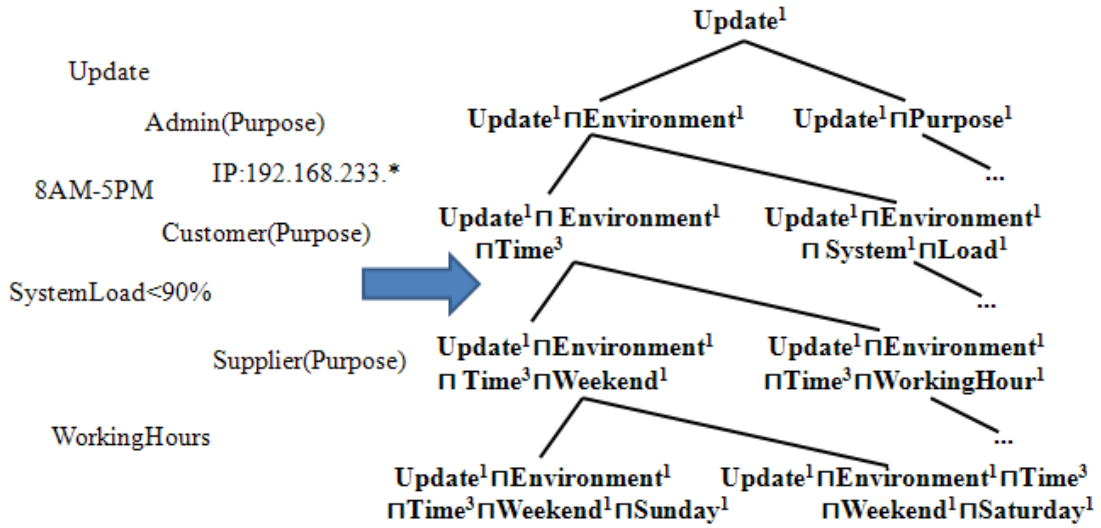 Update
Admin(Purpose)
IP:192.168.233.*
8AM-5PM
Customer(Purpose)
SystemLoad<90%
Supplier(Purpose)
WorkingHours
Update¹
Update¹⊓Environment¹
Update¹⊓Purpose¹
...
Update¹⊓ Environment¹
⊓Time³
Update¹⊓Environment¹
⊓ System¹⊓Load¹
...
Update¹⊓Environment¹
⊓ Time³⊓Weekend¹
Update¹⊓Environment¹
⊓Time³⊓WorkingHour¹
...
Update¹⊓Environment¹
⊓Time³⊓Weekend¹⊓Sunday¹
Update¹⊓Environment¹⊓Time³
⊓Weekend¹⊓Saturday¹